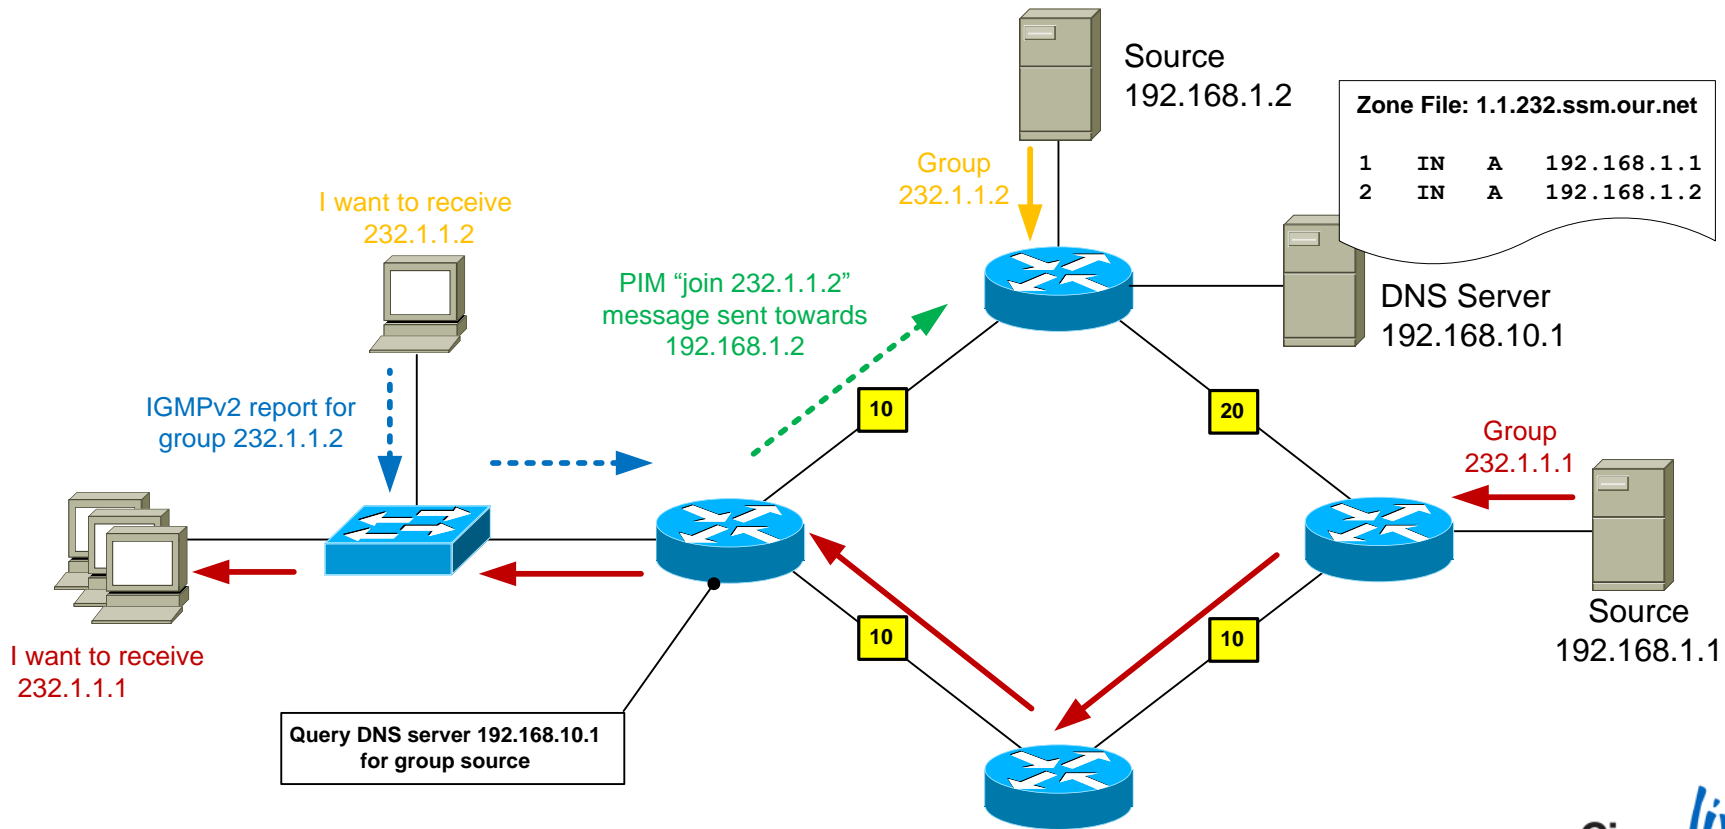 Source
192.168.1.2
Zone File: 1.1.232.ssm.our.net
1 IN A 192.168.1.1
2 IN A 192.168.1.2
Group
232.1.1.2
I want to receive
232.1.1.2
PIM “join 232.1.1.2”
message sent towards
192.168.1.2
DNS Server
192.168.10.1
IGMPv2 report for
group 232.1.1.2
10
20
Group
232.1.1.1
Source
192.168.1.1
10
10
I want to receive
232.1.1.1
Query DNS server 192.168.10.1
for group source